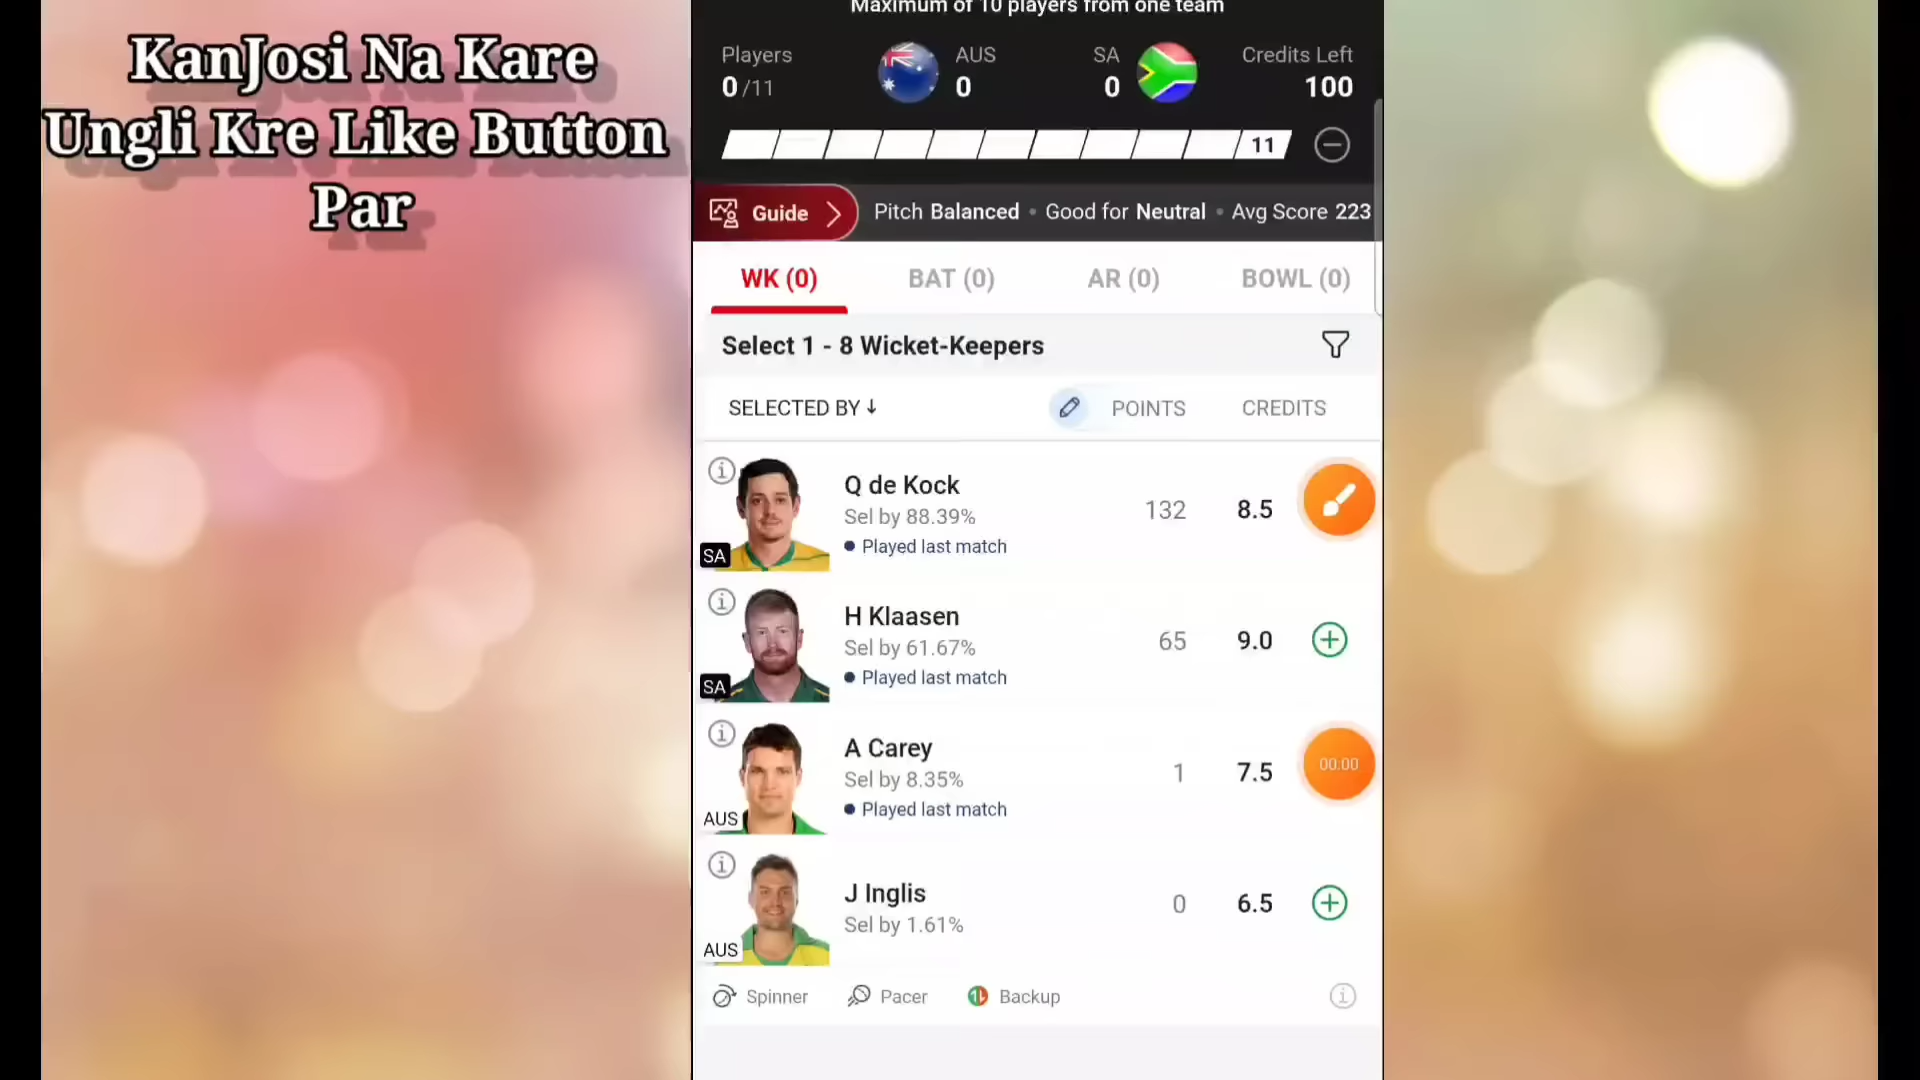 KanJosi Na Kare
Ungli Kre Like Button
Par
Maximum of 10 players from one team
Players
0/11
AUS
0
SA
0
Credits Left
100
11
Guide
Pitch Balanced • Good for Neutral • Avg Score 223
WK (0)
BAT (0)
AR (0)
BOWL (0)
Select 1 - 8 Wicket-Keepers
SELECTED BY ↓
POINTS
CREDITS
Q de Kock
Sel by 88.39%
Played last match
SA
132
8.5
H Klaasen
Sel by 61.67%
Played last match
SA
65
9.0
A Carey
Sel by 8.35%
Played last match
AUS
1
7.5
00:00
J Inglis
Sel by 1.61%
AUS
0
6.5
Spinner
Pacer
Backup